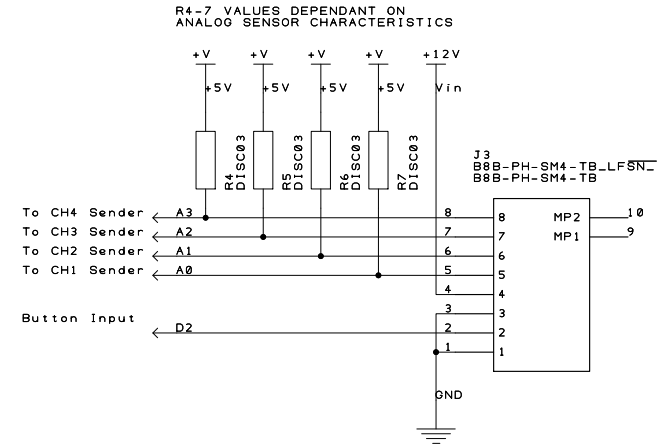 R4-7 VALUES DEPENDANT ON
ANALOG SENSOR CHARACTERISTICS
+V +V +V +V +12V
+5V +5V +5V +5V Vin
R4
DISC03
R5
DISC03
R6
DISC03
R7
DISC03
J3
B8B-PH-SM4-TB_LFSN_
B8B-PH-SM4-TB
To CH4 Sender A3 8 8 MP2 10
To CH3 Sender A2 7 7 MP1 9
To CH2 Sender A1 6 6
To CH1 Sender A0 5 5
4 4
3 3
Button Input D2 2 2
1 1
GND